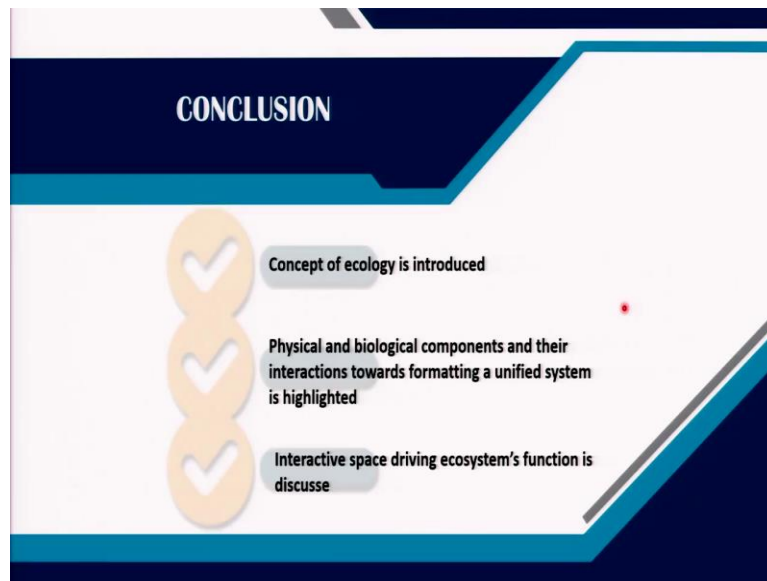 CONCLUSION
Concept of ecology is introduced
Physical and biological components and their
interactions towards formatting a unified system
is highlighted
Interactive space driving ecosystem's function is
discusse